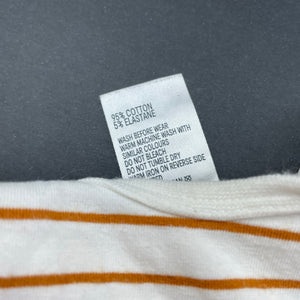 95% COTTON
5% ELASTANE
WASH BEFORE WEAR
WARM MACHINE WASH WITH
SIMILAR COLOURS
DO NOT BLEACH
DO NOT TUMBLE DRY
WARM IRON ON REVERSE SIDE